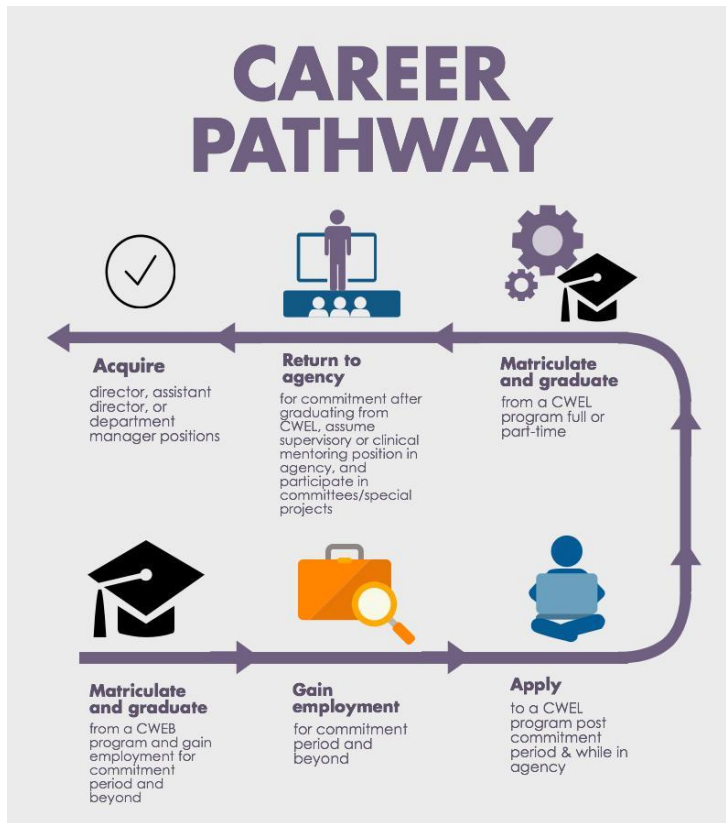 CAREER
PATHWAY
Acquire
director, assistant
director, or
department
manager positions
Return to
agency
for commitment after
graduating from
CWEL, assume
supervisory or clinical
mentoring position in
agency, and
participate in
committees/special
projects
Matriculate
and graduate
from a CWEL
program full or
part-time
Matriculate
and graduate
from a CWEB
program and gain
employment for
commitment
period and
beyond
Gain
employment
for commitment
period and
beyond
Apply
to a CWEL
program post
commitment
period & while in
agency